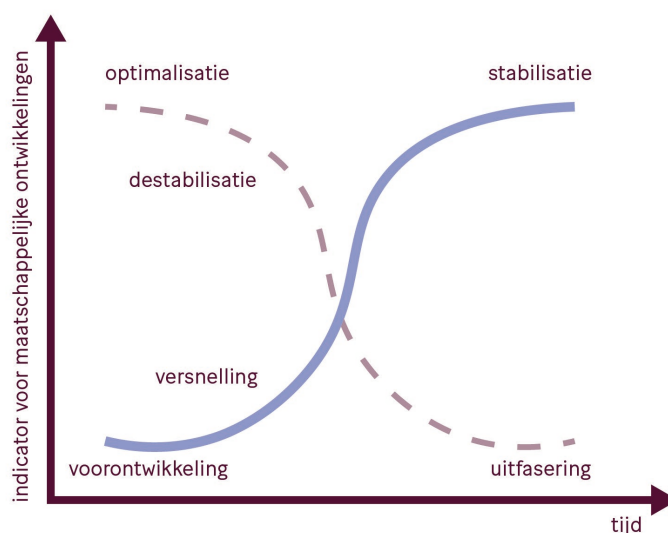 optimalisatie
stabilisatie
destabilisatie
indicator voor maatschappelijke ontwikkelingen
versnelling
voorontwikkeling
uitfasering
tijd